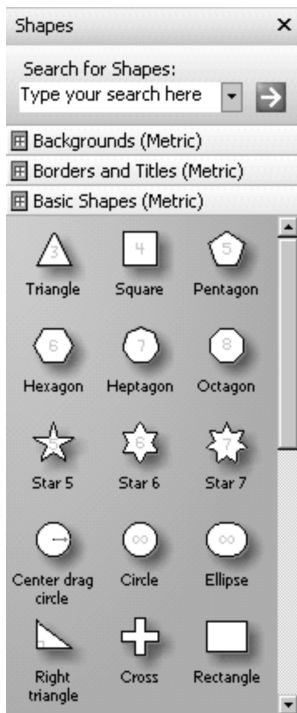 Shapes
Search for Shapes:
Type your search here
Backgrounds (Metric)
Borders and Titles (Metric)
Basic Shapes (Metric)
3 4 5
Triangle Square Pentagon
6 7 8
Hexagon Heptagon Octagon
5 6 7
Star 5 Star 6 Star 7
∞ ∞
Center drag circle Circle Ellipse
Right triangle Cross Rectangle